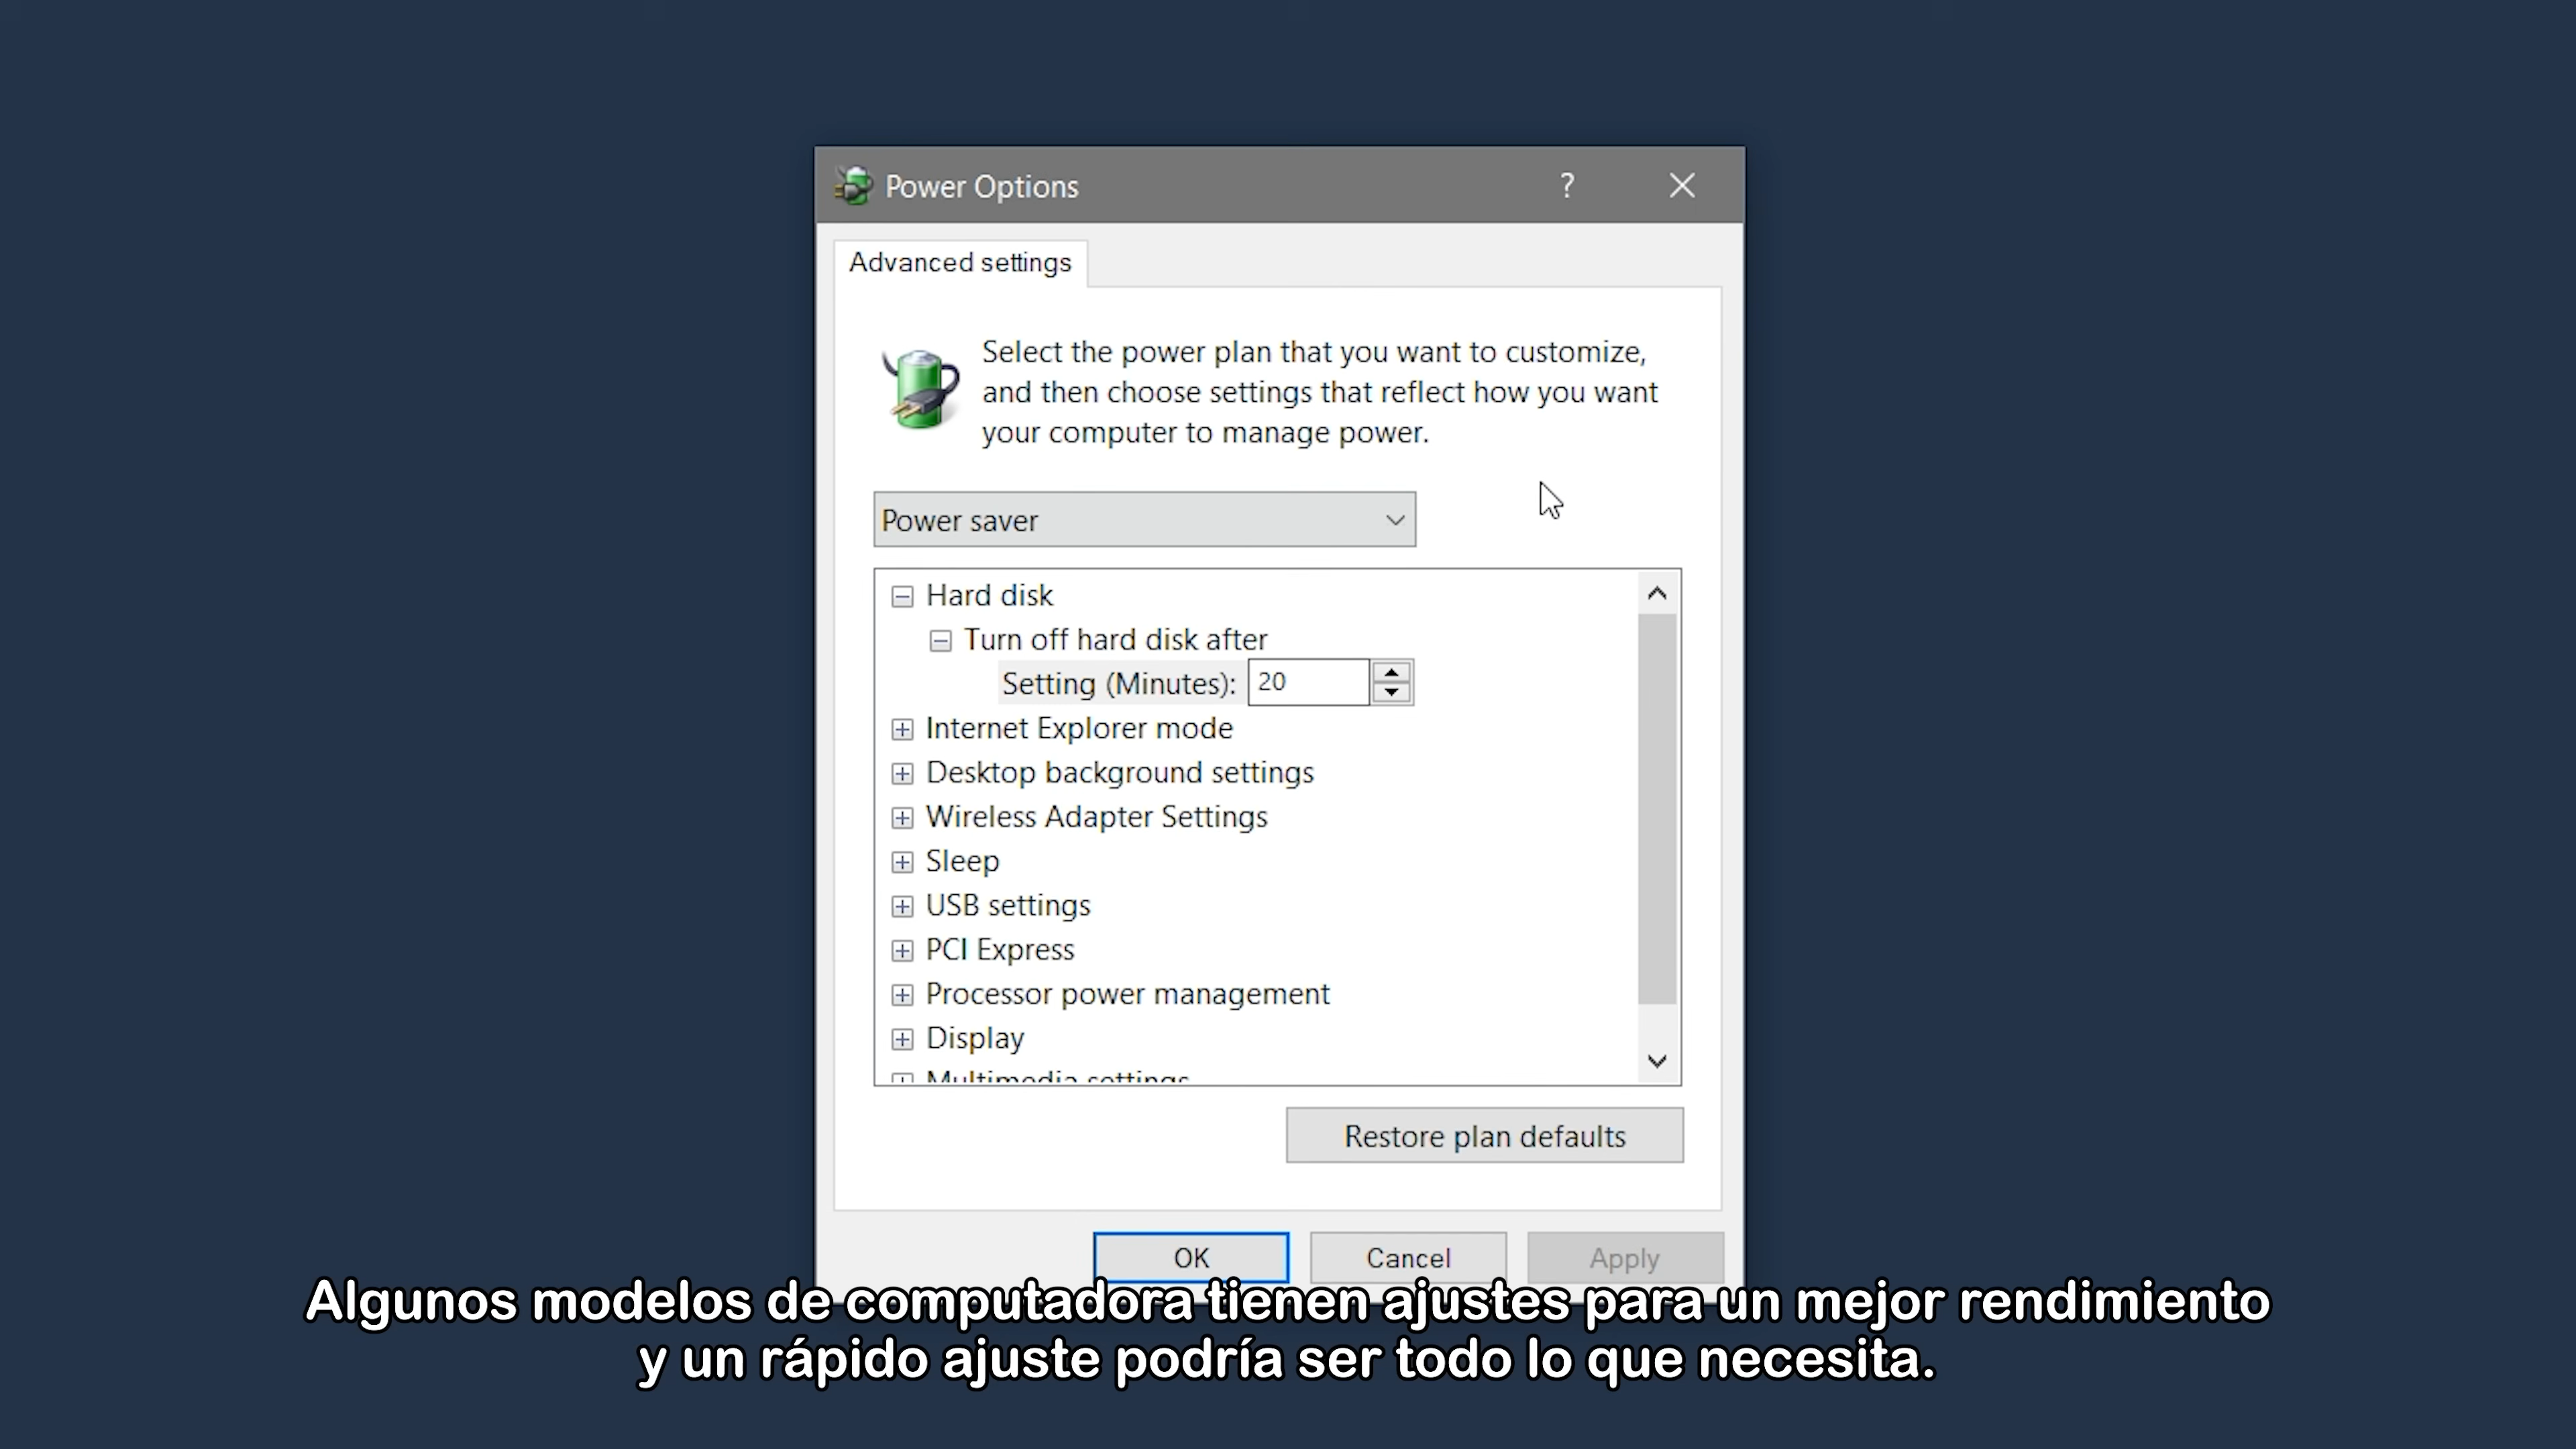 Power Options
?
Advanced settings
Select the power plan that you want to customize,
and then choose settings that reflect how you want
your computer to manage power.
Power saver
Hard disk
Turn off hard disk after
Setting (Minutes): 20
Internet Explorer mode
Desktop background settings
Wireless Adapter Settings
Sleep
USB settings
PCI Express
Processor power management
Display
Multimedia settings
Restore plan defaults
OK Cancel Apply
Algunos modelos de computadora tienen ajustes para un mejor rendimiento
y un rápido ajuste podría ser todo lo que necesita.